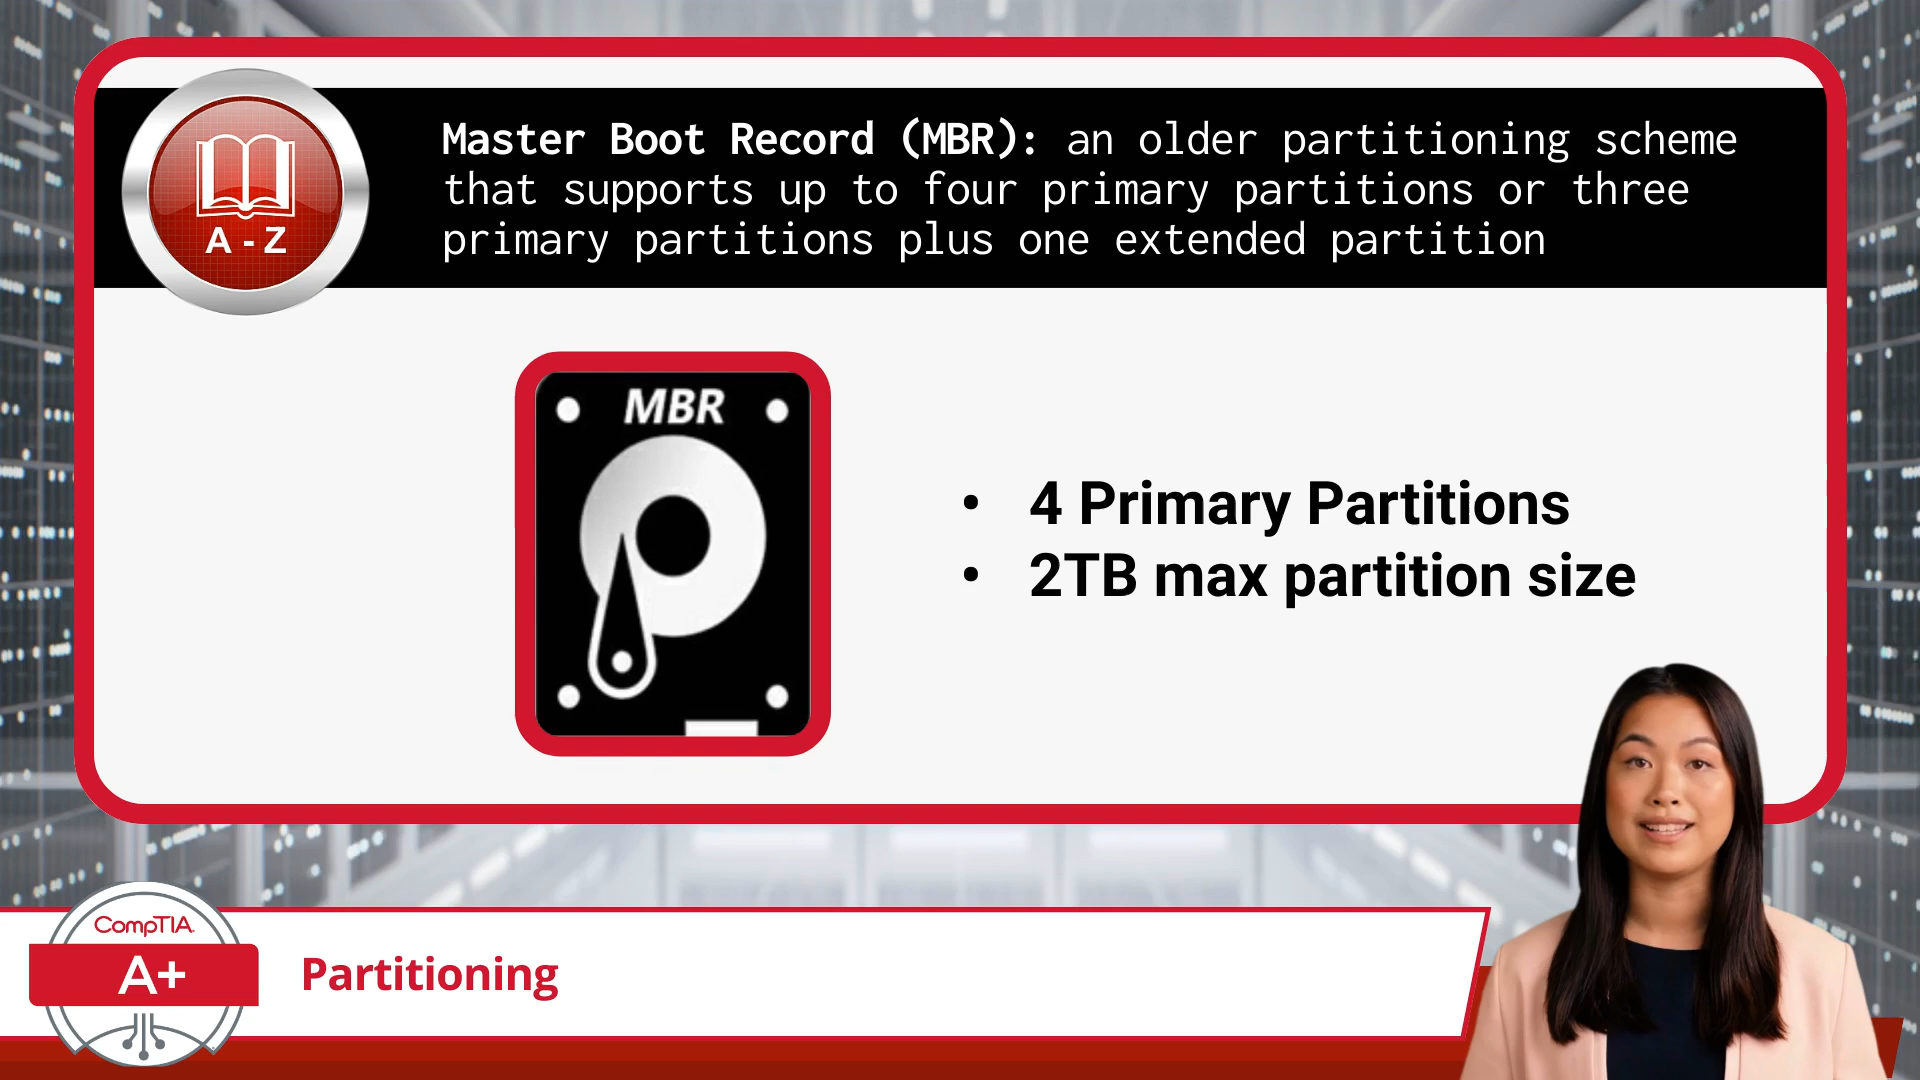 Master Boot Record (MBR): an older partitioning scheme
that supports up to four primary partitions or three
primary partitions plus one extended partition
A - Z
MBR
• 4 Primary Partitions
• 2TB max partition size
CompTIA.
A+
Partitioning